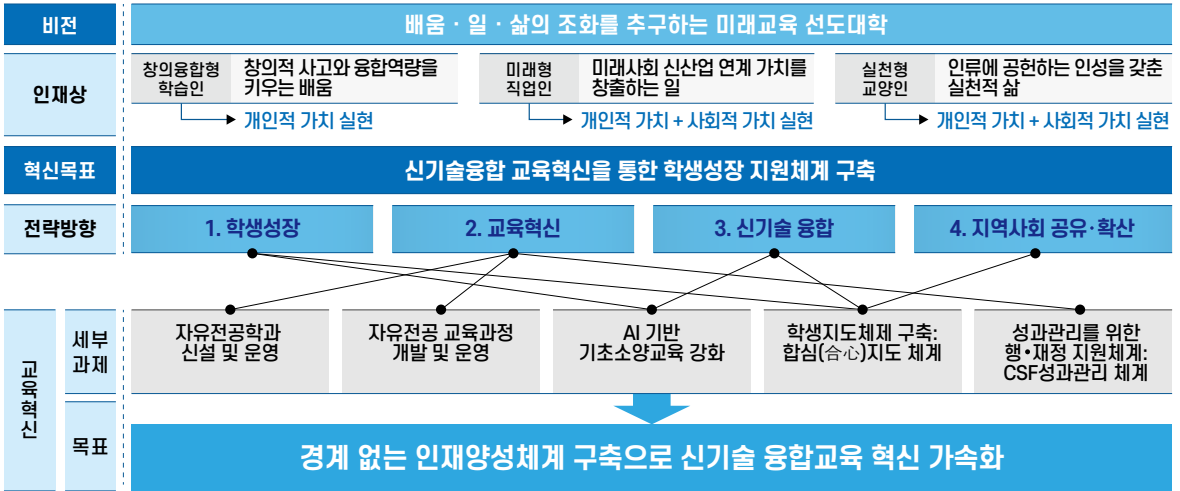 비전
배움 · 일 · 삶의 조화를 추구하는 미래교육 선도대학
인재상
창의융합형
학습인
창의적 사고와 융합역량을
키우는 배움
개인적 가치 실현
미래형
직업인
미래사회 신산업 연계 가치를
창출하는 일
개인적 가치 + 사회적 가치 실현
실천형
교양인
인류에 공헌하는 인성을 갖춘
실천적 삶
개인적 가치 + 사회적 가치 실현
혁신목표
신기술융합 교육혁신을 통한 학생성장 지원체계 구축
전략방향
1. 학생성장
2. 교육혁신
3. 신기술 융합
4. 지역사회 공유·확산
교육혁신
세부
과제
자유전공학과
신설 및 운영
자유전공 교육과정
개발 및 운영
AI 기반
기초소양교육 강화
학생지도체제 구축:
합심(合心)지도 체계
성과관리를 위한
행•재정 지원체계:
CSF성과관리 체계
목표
경계 없는 인재양성체계 구축으로 신기술 융합교육 혁신 가속화